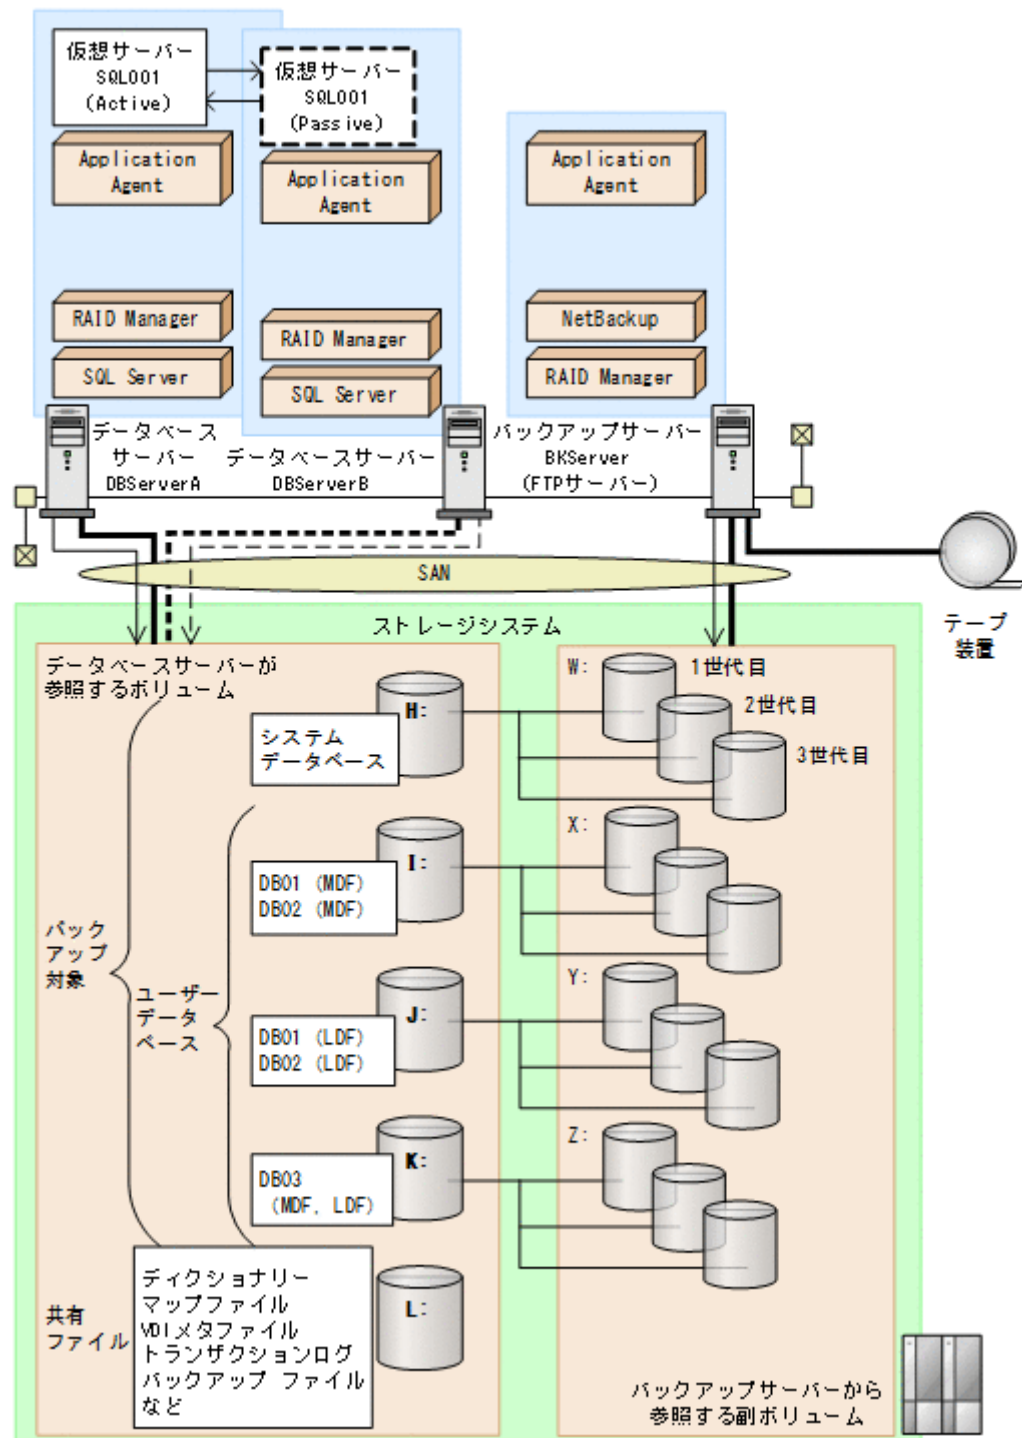 仮想サーバー
SQL001
(Active)
仮想サーバー
SQL001
(Passive)
Application
Agent
Application
Agent
Application
Agent
RAID Manager
SQL Server
RAID Manager
SQL Server
NetBackup
RAID Manager
データベース
サーバー
DBServerA
データベースサーバー
DBServerB
バックアップサーバー
BKServer
(FTPサーバー)
SAN
テープ
装置
ストレージシステム
データベースサーバーが
参照するボリューム
H:
システム
データベース
I:
DB01 (MDF)
DB02 (MDF)
J:
DB01 (LDF)
DB02 (LDF)
K:
DB03
(MDF, LDF)
L:
バック
アップ
対象
ユーザー
データ
ベース
共有
ファイル
ディクショナリー
マップファイル
VDIメタファイル
トランザクションログ
バックアップ ファイル
など
W:
1世代目
2世代目
3世代目
X:
Y:
Z:
バックアップサーバーから
参照する副ボリューム